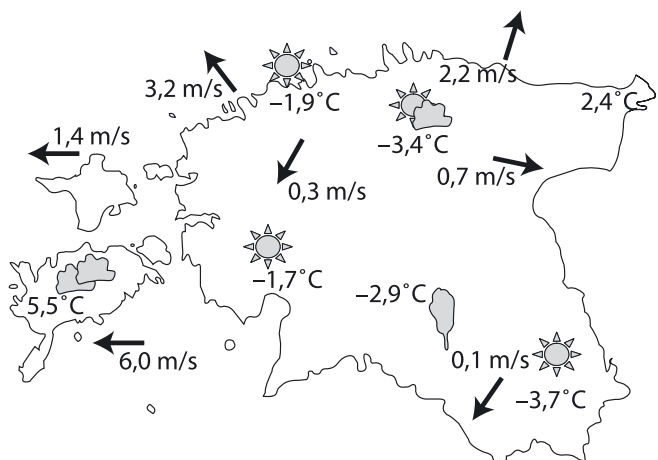 2,2 m/s
3,2 m/s
–1,9˚C
2,4˚C
1,4 m/s
–3,4˚C
0,7 m/s
0,3 m/s
–1,7˚C
–2,9˚C
5,5˚C
6,0 m/s
0,1 m/s
–3,7˚C